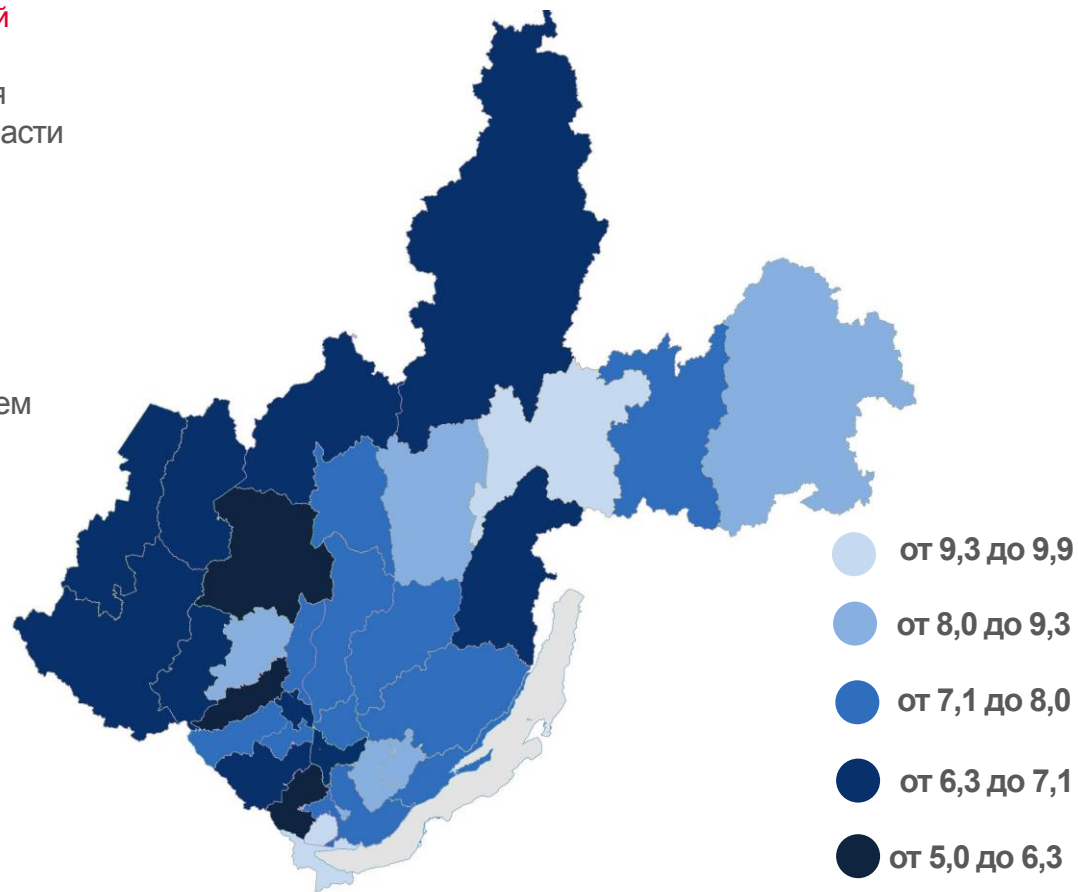 й
я
асти
ем
от 9,3 до 9,9
от 8,0 до 9,3
от 7,1 до 8,0
от 6,3 до 7,1
от 5,0 до 6,3